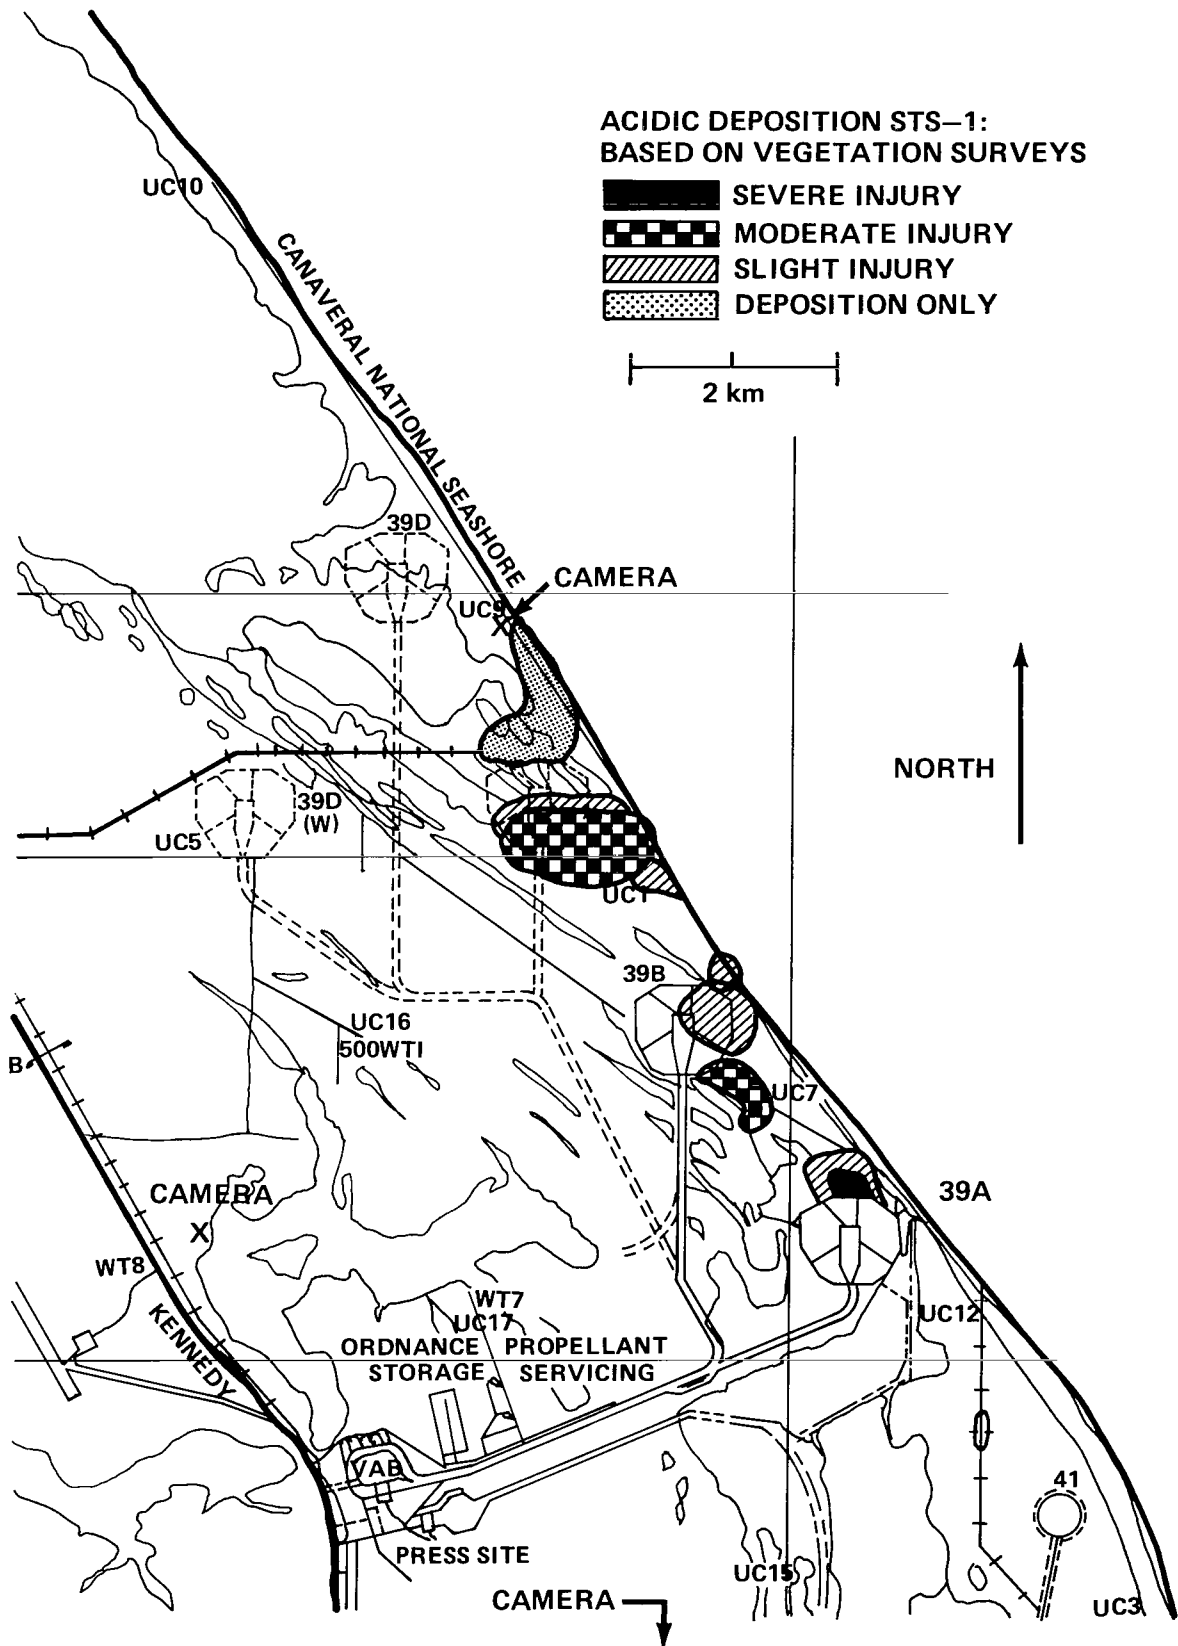 ACIDIC DEPOSITION STS–1:
BASED ON VEGETATION SURVEYS
SEVERE INJURY
MODERATE INJURY
SLIGHT INJURY
DEPOSITION ONLY
2 km
UC10
CANAVERAL NATIONAL SEASHORE
39D
CAMERA
UC9
X
NORTH
39D
(W)
UC5
UC1
39B
UC16
500WTI
B
UC7
CAMERA
X
39A
WT8
WT7
UC17
UC12
KENNEDY
ORDNANCE
STORAGE
PROPELLANT
SERVICING
VAB
41
PRESS SITE
UC15
CAMERA
UC3